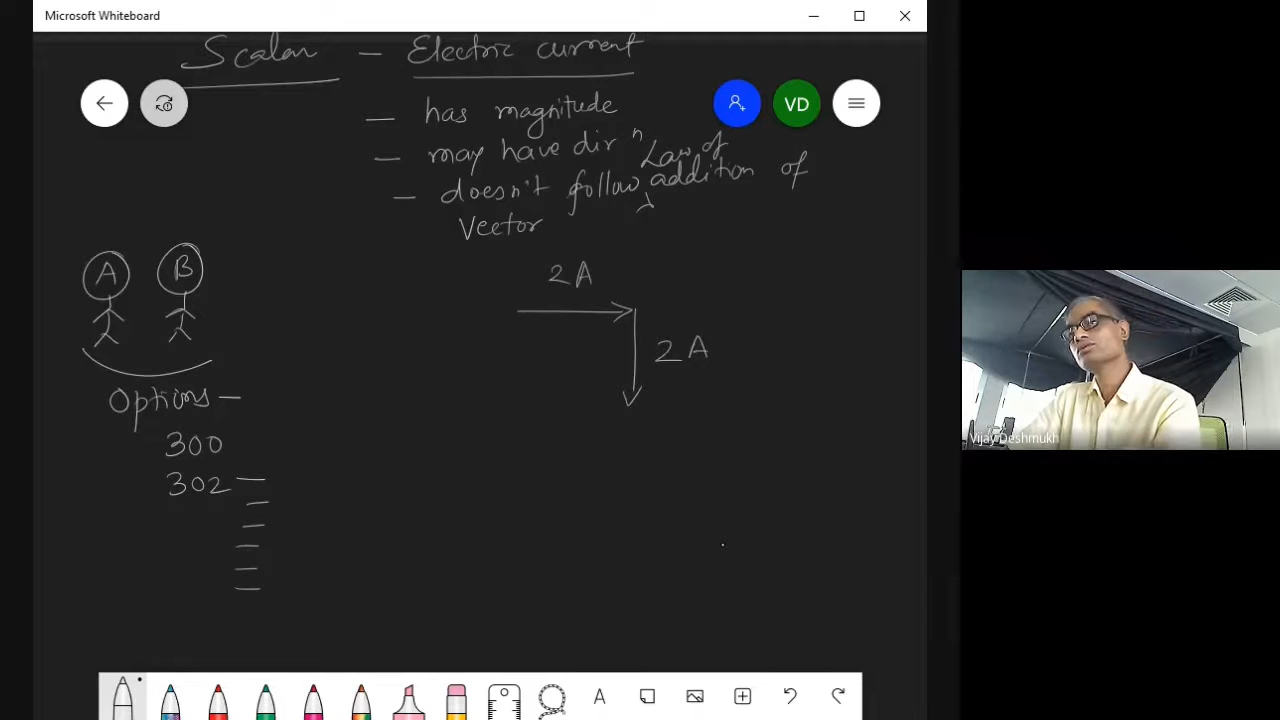 Microsoft Whiteboard
Scalar - Electric current
- has magnitude
- may have dirⁿ
Law of
- doesn't follow addition of
Vector
VD
A B
2A
2A
Options -
300
302 -
Vijay Deshmukh
A